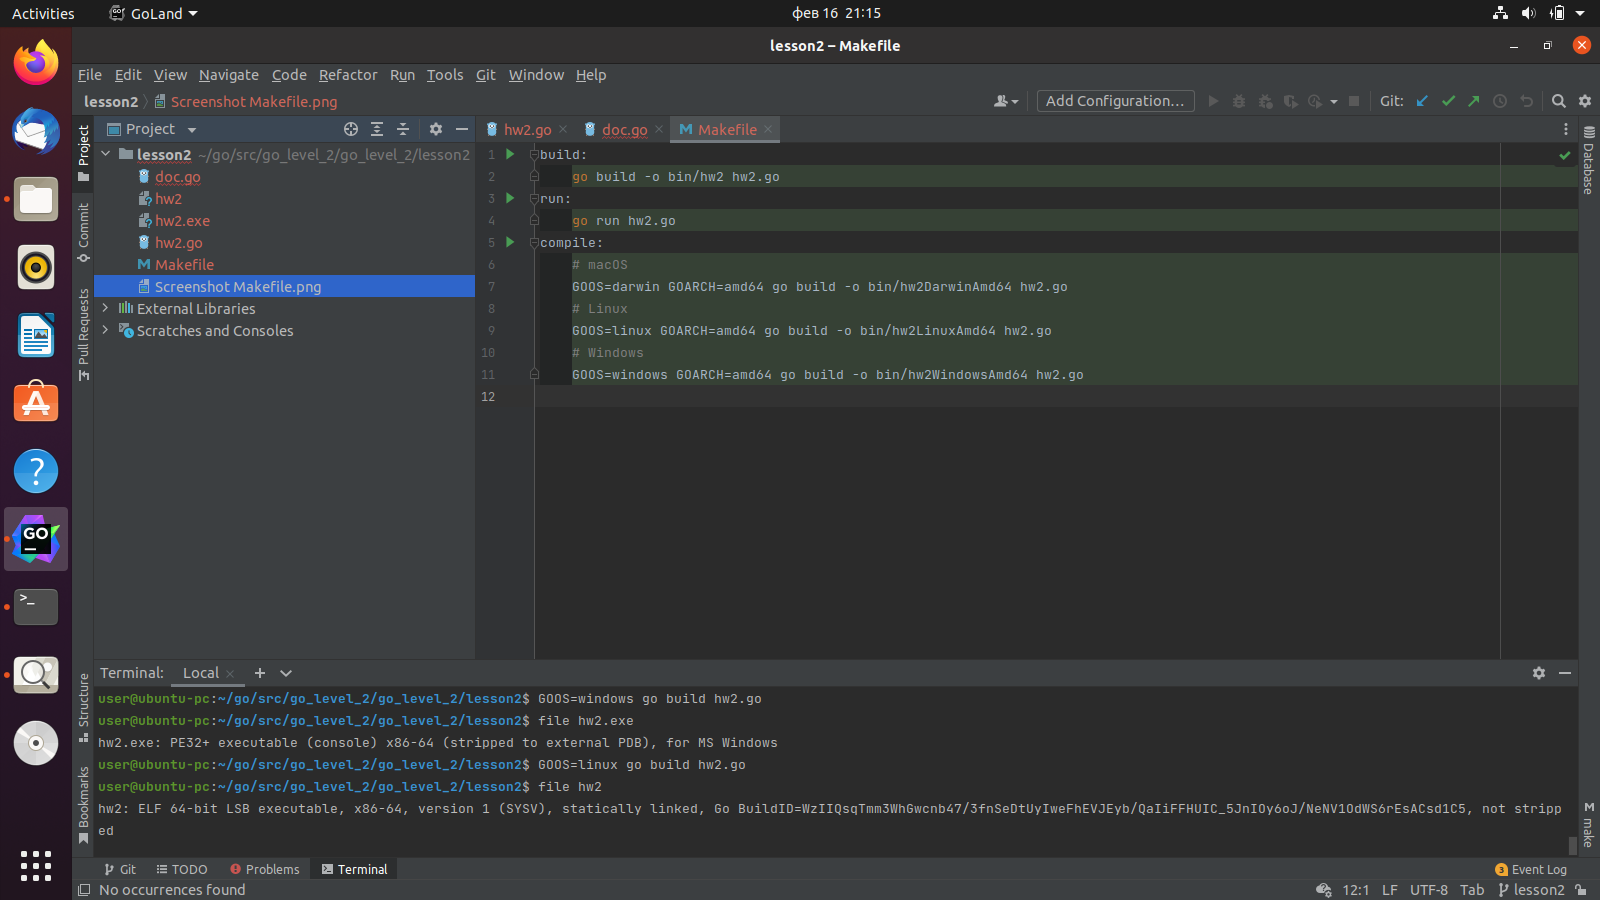 Activities
GoLand
фев 16 21:15
lesson2 – Makefile
File Edit View Navigate Code Refactor Run Tools Git Window Help
lesson2 Screenshot Makefile.png
Add Configuration...
Git:
Project
hw2.go
doc.go
Makefile
Project
Commit
Pull Requests
Structure
Bookmarks
lesson2 ~/go/src/go_level_2/go_level_2/lesson2
doc.go
hw2
hw2.exe
hw2.go
Makefile
Screenshot Makefile.png
External Libraries
Scratches and Consoles
1 build:
2 go build -o bin/hw2 hw2.go
3 run:
4 go run hw2.go
5 compile:
6 # macOS
7 GOOS=darwin GOARCH=amd64 go build -o bin/hw2DarwinAmd64 hw2.go
8 # Linux
9 GOOS=linux GOARCH=amd64 go build -o bin/hw2LinuxAmd64 hw2.go
10 # Windows
11 GOOS=windows GOARCH=amd64 go build -o bin/hw2WindowsAmd64 hw2.go
12
Database
make
GO
Terminal: Local
user@ubuntu-pc:~/go/src/go_level_2/go_level_2/lesson2$ GOOS=windows go build hw2.go
user@ubuntu-pc:~/go/src/go_level_2/go_level_2/lesson2$ file hw2.exe
hw2.exe: PE32+ executable (console) x86-64 (stripped to external PDB), for MS Windows
user@ubuntu-pc:~/go/src/go_level_2/go_level_2/lesson2$ GOOS=linux go build hw2.go
user@ubuntu-pc:~/go/src/go_level_2/go_level_2/lesson2$ file hw2
hw2: ELF 64-bit LSB executable, x86-64, version 1 (SYSV), statically linked, Go BuildID=WzIIQsqTmm3WhGwcnb47/3fnSeDtUyIweFhEVJEyb/QaIiFFHUIC_5JnIOy6oJ/NeNV1OdWS6rEsACsd1C5, not stripp
ed
Git TODO Problems Terminal
3 Event Log
No occurrences found
12:1 LF UTF-8 Tab lesson2